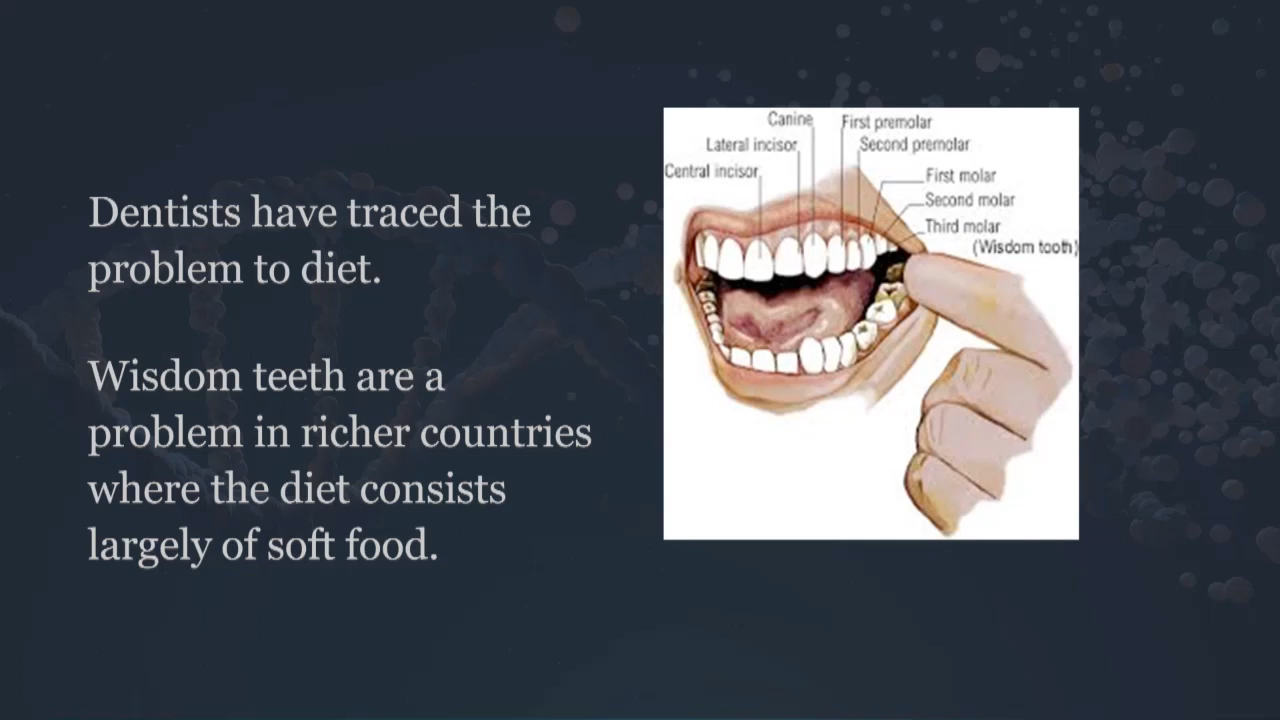 Dentists have traced the
problem to diet.
Wisdom teeth are a
problem in richer countries
where the diet consists
largely of soft food.
Canine
First premolar
Lateral incisor
Second premolar
Central incisor
First molar
Second molar
Third molar
(Wisdom tooth)